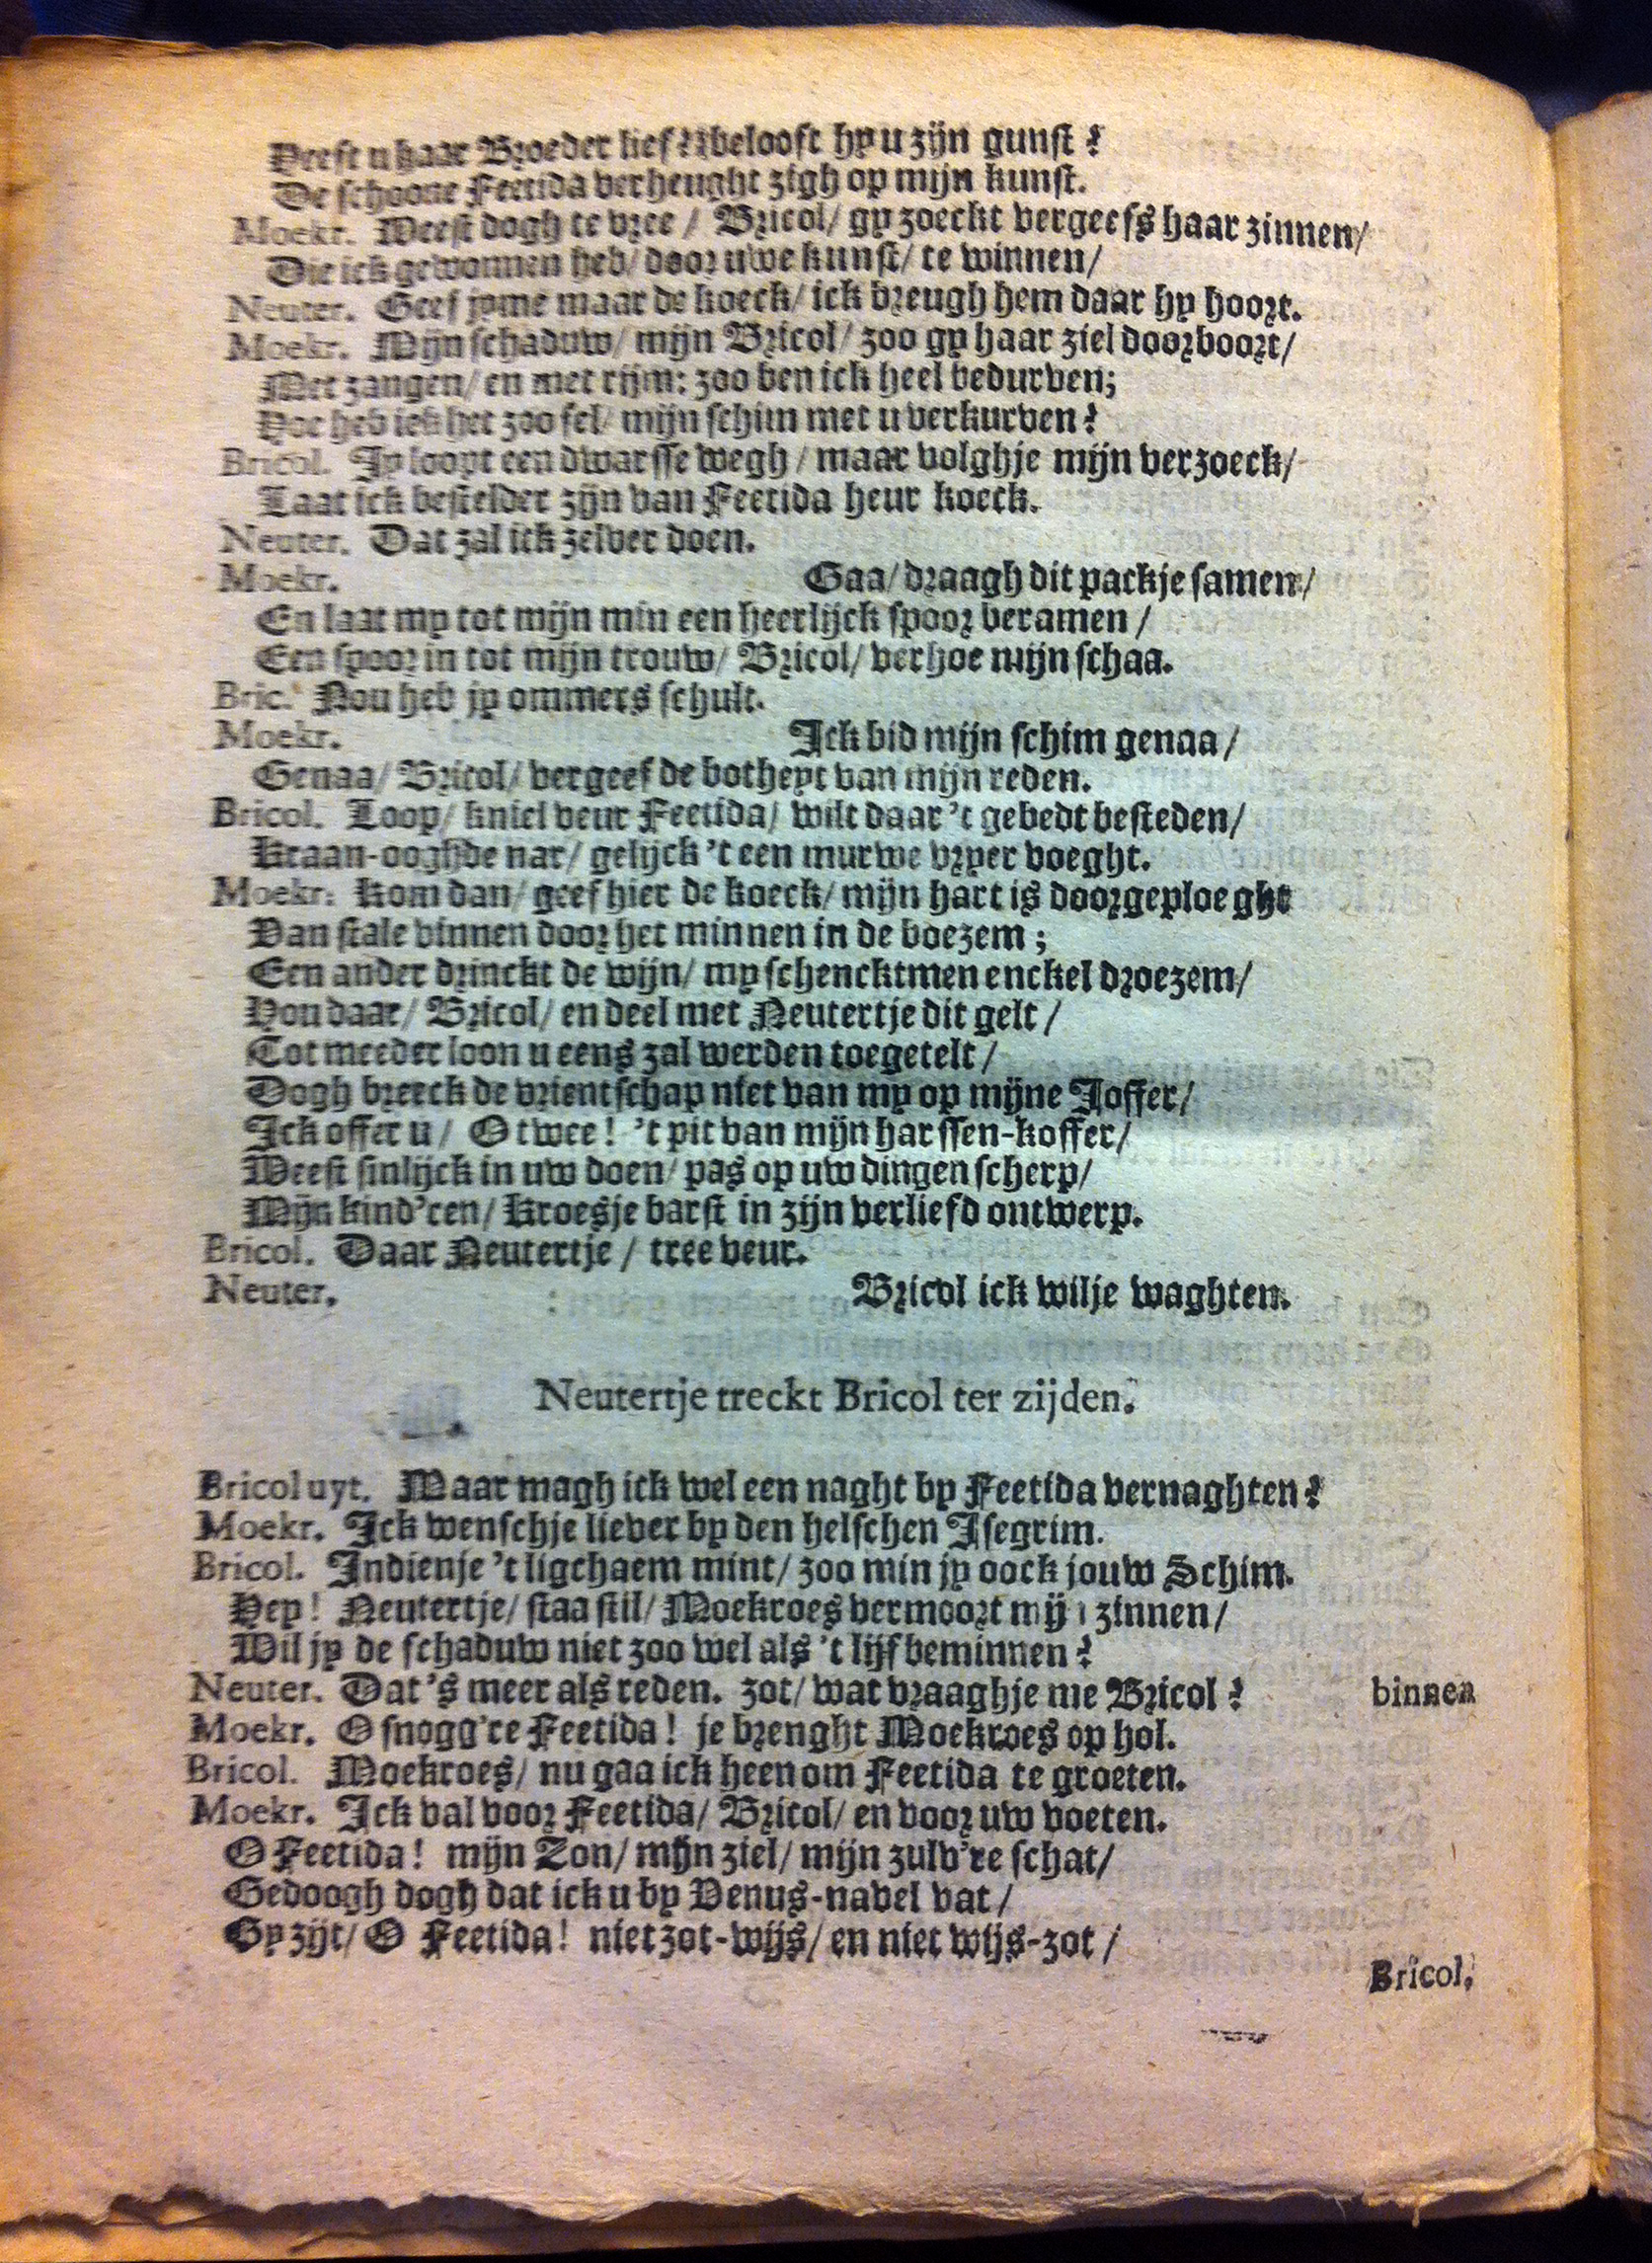 Heeft u haar Broeder lief? belooft hy u zijn gunst?
De schoone Feetida verheught zigh op mijn kunst.
Moekr. Weest dogh te vree / Bricol / gy zoeckt vergeefs haar zinnen /
Die ick gewonnen heb / door uwe kunst / te winnen /
Neuter. Geef jy me maar de koeck / ick breugh hem daar hy hoort.
Moekr. Mijn schaduw / mijn Bricol / zoo gy haar ziel doorboort /
Met zangen / en met rijm: zoo ben ick heel bedurven;
Hoe heb ick het zoo fel / mijn schim met u verkurven?
Bricol. Jy loopt een dwarsse wegh / maar volghje mijn verzoeck /
Laat ick besteldet zijn van Feetida heur koeck.
Neuter. Dat zal ick zelver doen.
Moekr. Gaa / draagh dit packje samen /
En laat my tot mijn min een heerlijck spoor beramen /
Een spoor in tot mijn trouw / Bricol / verhoe mijn schaa.
Bric. Nou heb jy ommers schult.
Moekr. Ick bid mijn schim genaa /
Genaa / Bricol / vergeef de botheyt van mijn reden.
Bricol. Loop / kniel veur Feetida / wilt daar 't gebedt besteden /
Kraan-ooghde nar / gelijck 't een murwe vryer voeght.
Moekr: Kom dan / geef hier de koeck / mijn hart is doorgeploeght
Van stale vinnen door het minnen in de boezem;
Een ander drinckt de wijn / my schencktmen enckel droezem /
Hou daar / Bricol / en deel met Neutertje dit gelt /
Tot meeder loon u eens zal werden toegetelt /
Dogh breeck de vrientschap niet van my op mijne Joffer /
Ick offer u / O twee! 't pit van mijn harssen-koffer /
Weest sinlijck in uw doen / pas op uw dingen scherp /
Mijn kind'ren / Kroesje barst in zijn verliefd ontwerp.
Bricol. Daar Neutertje / tree veur.
Neuter. Bricol ick wilje waghten.
Neutertje treckt Bricol ter zijden.
Bricol uyt. Maar magh ick wel een naght by Feetida vernaghten?
Moekr. Ick wenschje liever by den helschen Isegrim.
Bricol. Indienje 't ligchaem mint / zoo min jy oock jouw Schim.
Hey! Neutertje / staa stil / Moekroes vermoort mijn zinnen /
Wil jy de schaduw niet zoo wel als 't lijf beminnen?
Neuter. Dat 's meer als reden. zot / wat vraaghje me Bricol? binnen
Moekr. O snogg're Feetida! je brenght Moekroes op hol.
Bricol. Moekroes / nu gaa ick heen om Feetida te groeten.
Moekr. Ick val voor Feetida / Bricol / en voor uw voeten.
O Feetida! mijn Zon / mijn ziel / mijn zulv're schat /
Gedoogh dogh dat ick u by Venus-navel vat /
Gy zijt / O Feetida! niet zot-wijs / en niet wijs-zot /
Bricol.